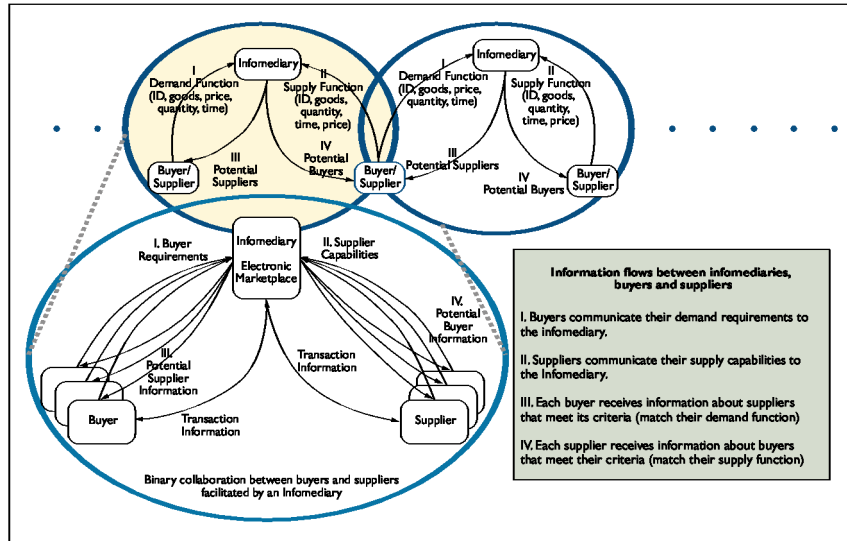 Infomediary
I
Demand Function
(ID, goods, price,
quantity, time)
II
Supply Function
(ID, goods,
quantity,
time, price)
III
Potential
Suppliers
IV
Potential
Buyers
Buyer/
Supplier
Buyer/
Supplier
Infomediary
I
Demand Function
(ID, goods, price,
quantity, time)
II
Supply Function
(ID, goods,
quantity,
time, price)
III
Potential Suppliers
IV
Potential Buyers
Buyer/
Supplier
Infomediary
Electronic
Marketplace
I. Buyer
Requirements
II. Supplier
Capabilities
III.
Potential
Supplier
Information
IV.
Potential
Buyer
Information
Transaction
Information
Buyer
Transaction
Information
Supplier
Binary collaboration between buyers and suppliers
facilitated by an Infomediary
Information flows between infomediaries,
buyers and suppliers
I. Buyers communicate their demand requirements to
the infomediary.
II. Suppliers communicate their supply capabilities to
the Infomediary.
III. Each buyer receives information about suppliers
that meet its criteria (match their demand function)
IV. Each supplier receives information about buyers
that meet their criteria (match their supply function)